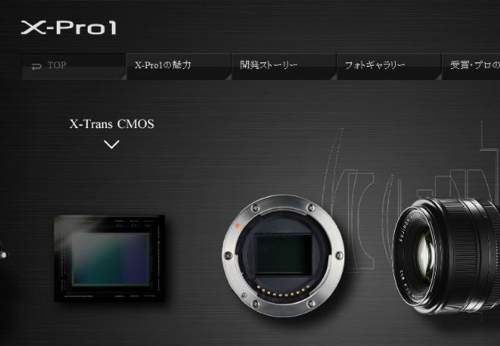 X-Pro1
TOP
X-Pro1の魅力
開発ストーリー
フォトギャラリー
受賞・プロの
X-Trans CMOS